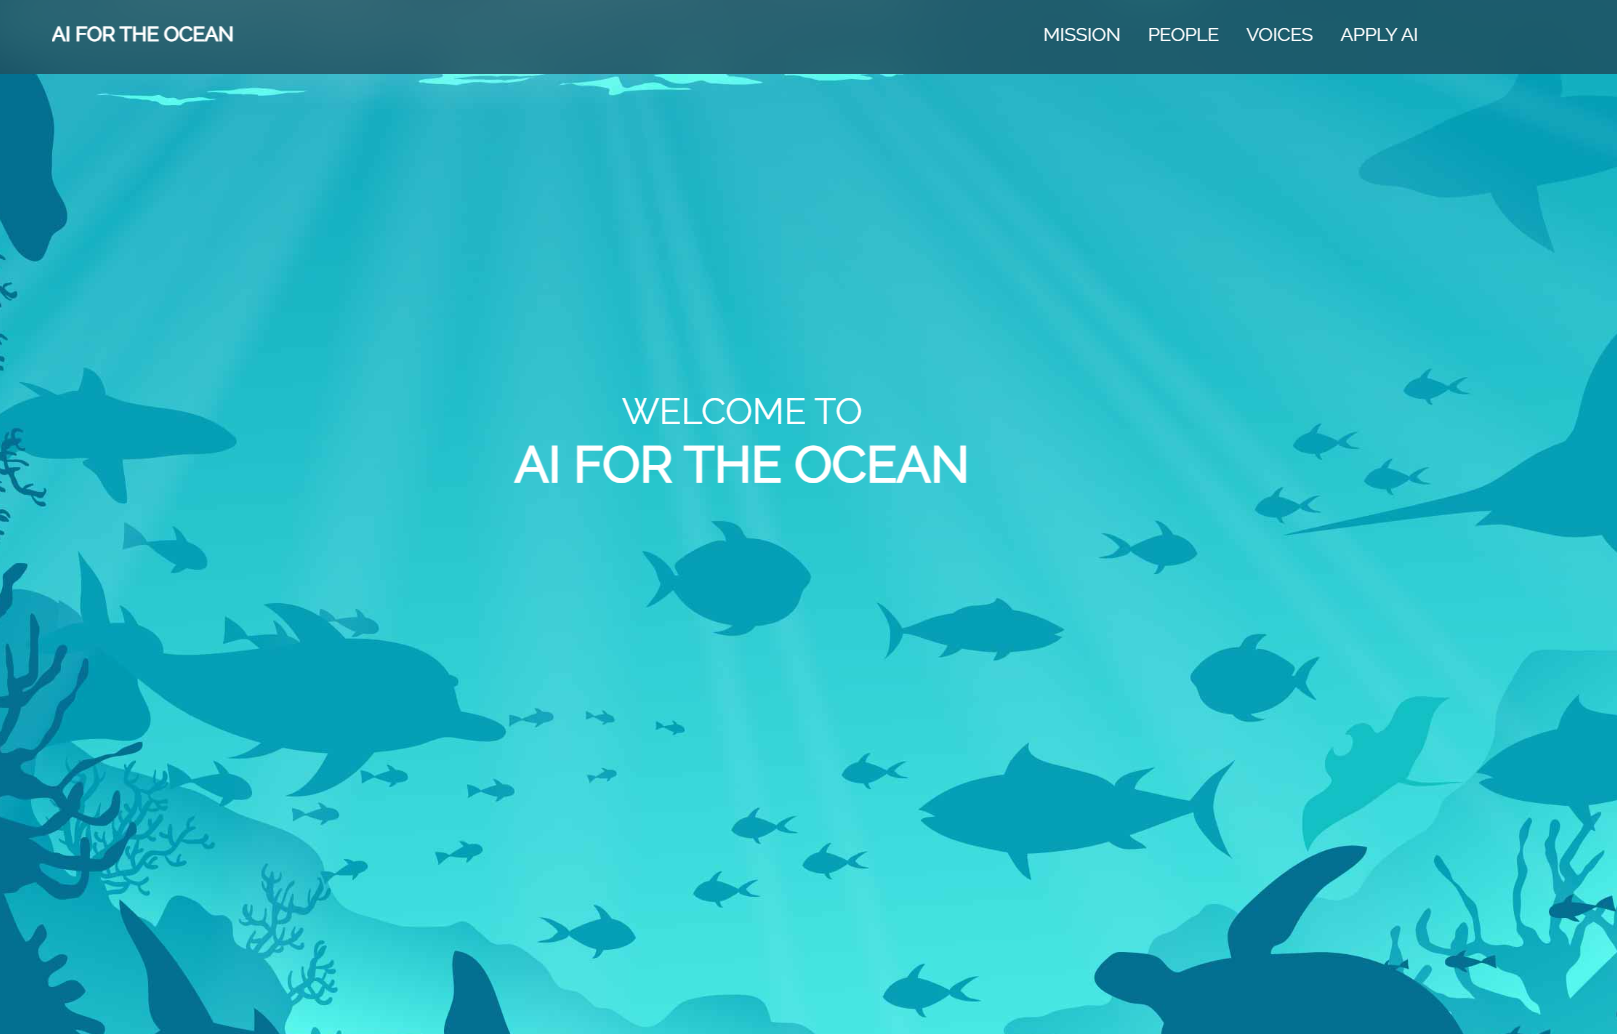 AI FOR THE OCEAN
MISSION PEOPLE VOICES APPLY AI
WELCOME TO
AI FOR THE OCEAN